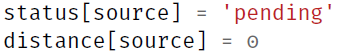 status[source] = 'pending'
distance[source] = 0